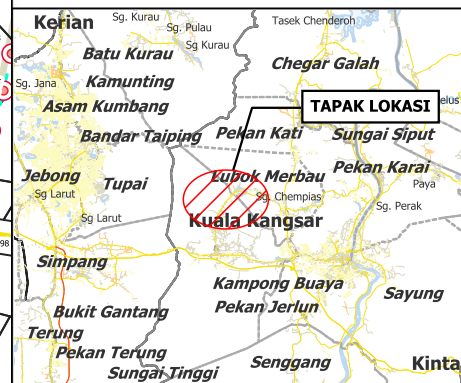 Kerian
Sg. Kurau
Sg. Pulau
Tasek Chenderoh
Sg Kurau
Batu Kurau
Chegar Galah
Sg. Jana
Kamunting
Asam Kumbang
TAPAK LOKASI
Bandar Taiping
Pekan Kati
Sungai Siput
Jebong
Tupai
Lubok Merbau
Pekan Karai
Paya
Sg Larut
Sg. Chempias
Sg. Perak
Sg Larut
Kuala Kangsar
98
Simpang
Kampong Buaya
Sayung
Bukit Gantang
Pekan Jerlun
Terung
Pekan Terung
Senggang
Kinta
Sungai Tinggi